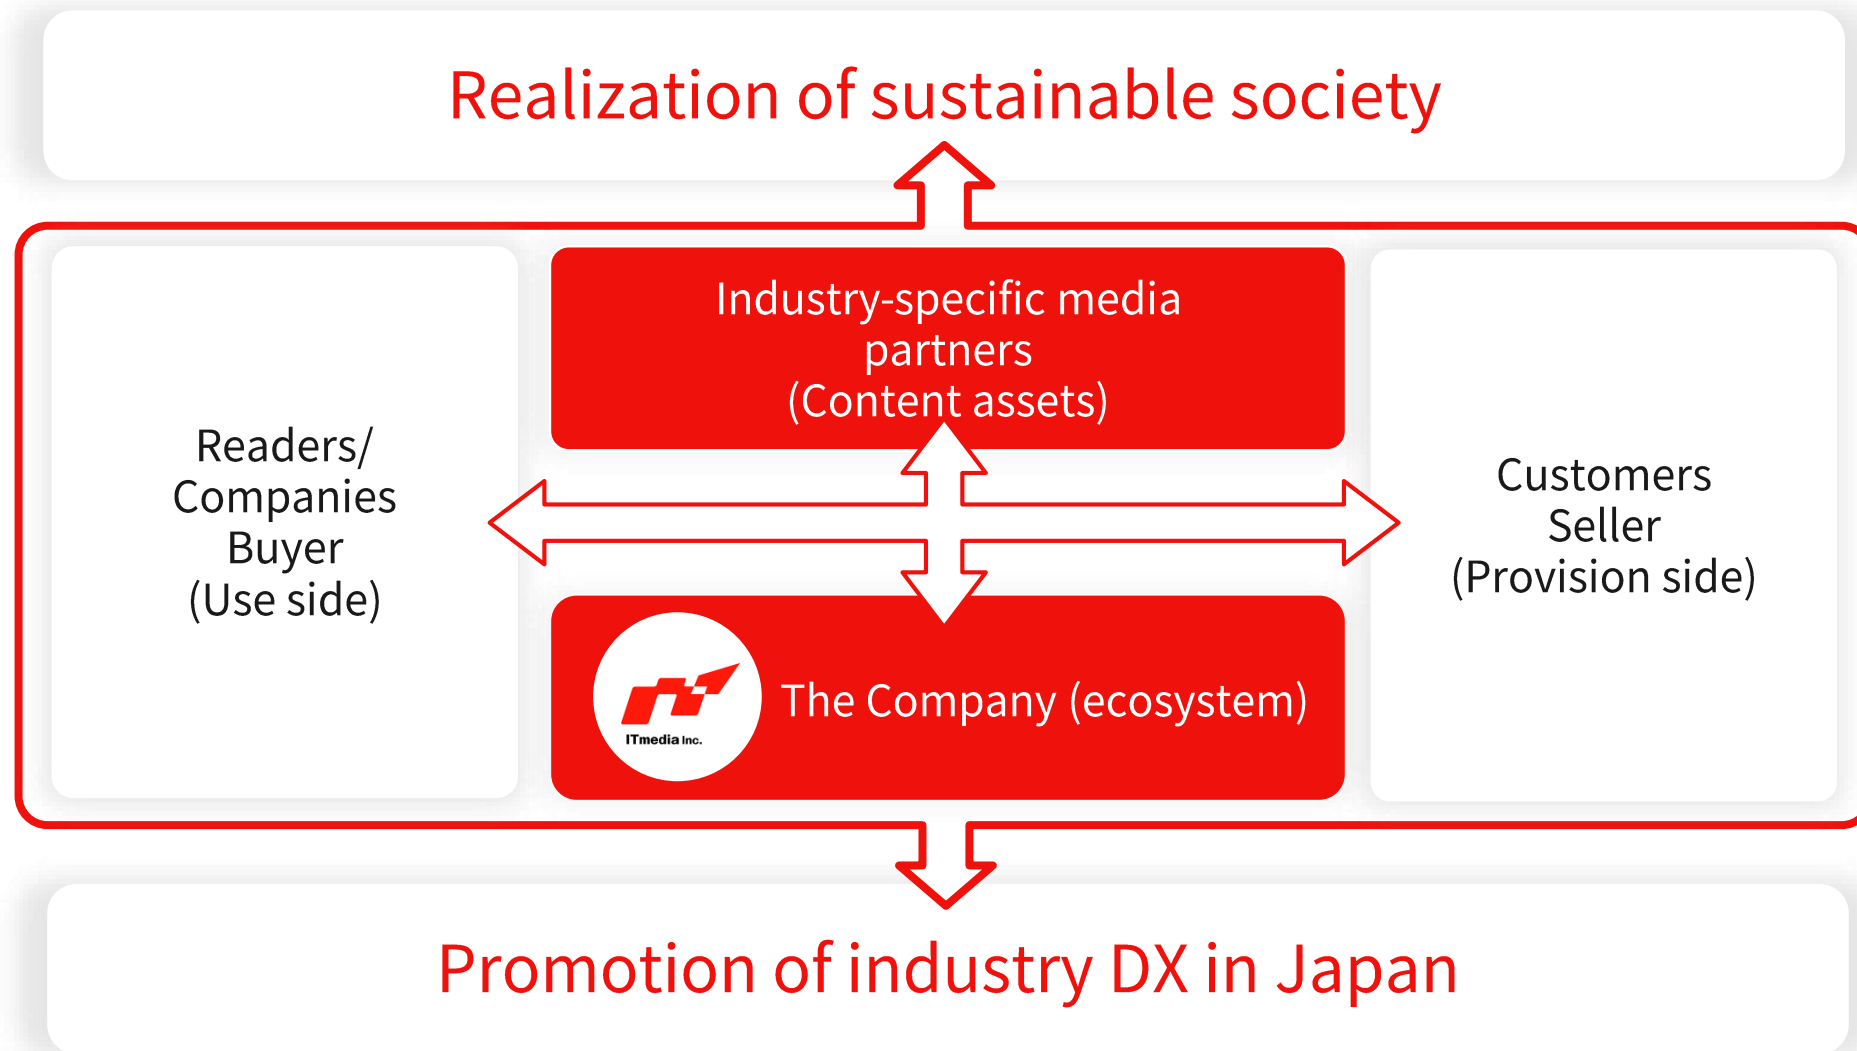 Realization of sustainable society
Industry-specific media
partners
(Content assets)
Readers/
Companies
Buyer
(Use side)
Customers
Seller
(Provision side)
ITmedia Inc.
The Company (ecosystem)
Promotion of industry DX in Japan